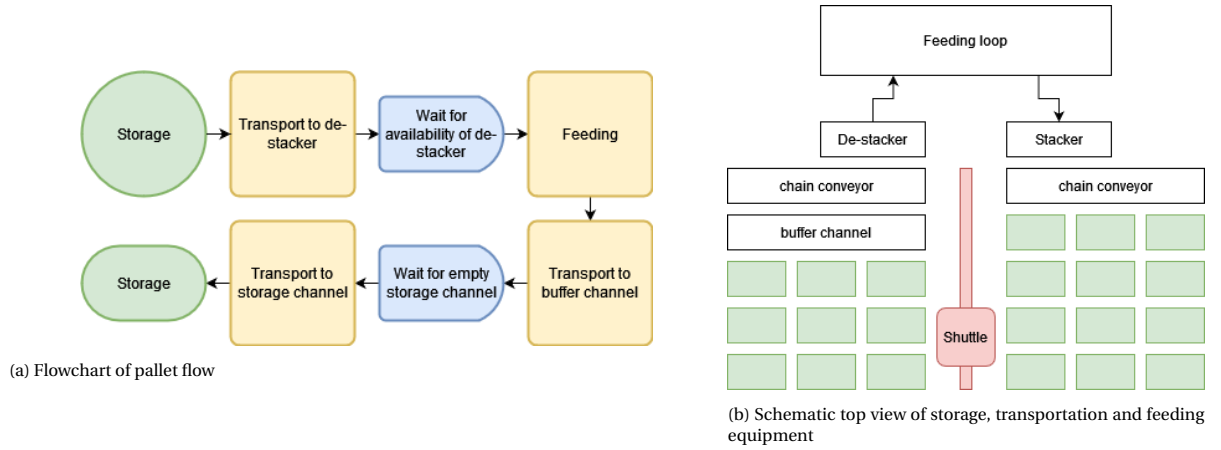 Storage
Transport to de-
stacker
Wait for
availability of de-
stacker
Feeding
Storage
Transport to
storage channel
Wait for empty
storage channel
Transport to
buffer channel
(a) Flowchart of pallet flow
Feeding loop
De-stacker
Stacker
chain conveyor
chain conveyor
buffer channel
Shuttle
(b) Schematic top view of storage, transportation and feeding
equipment